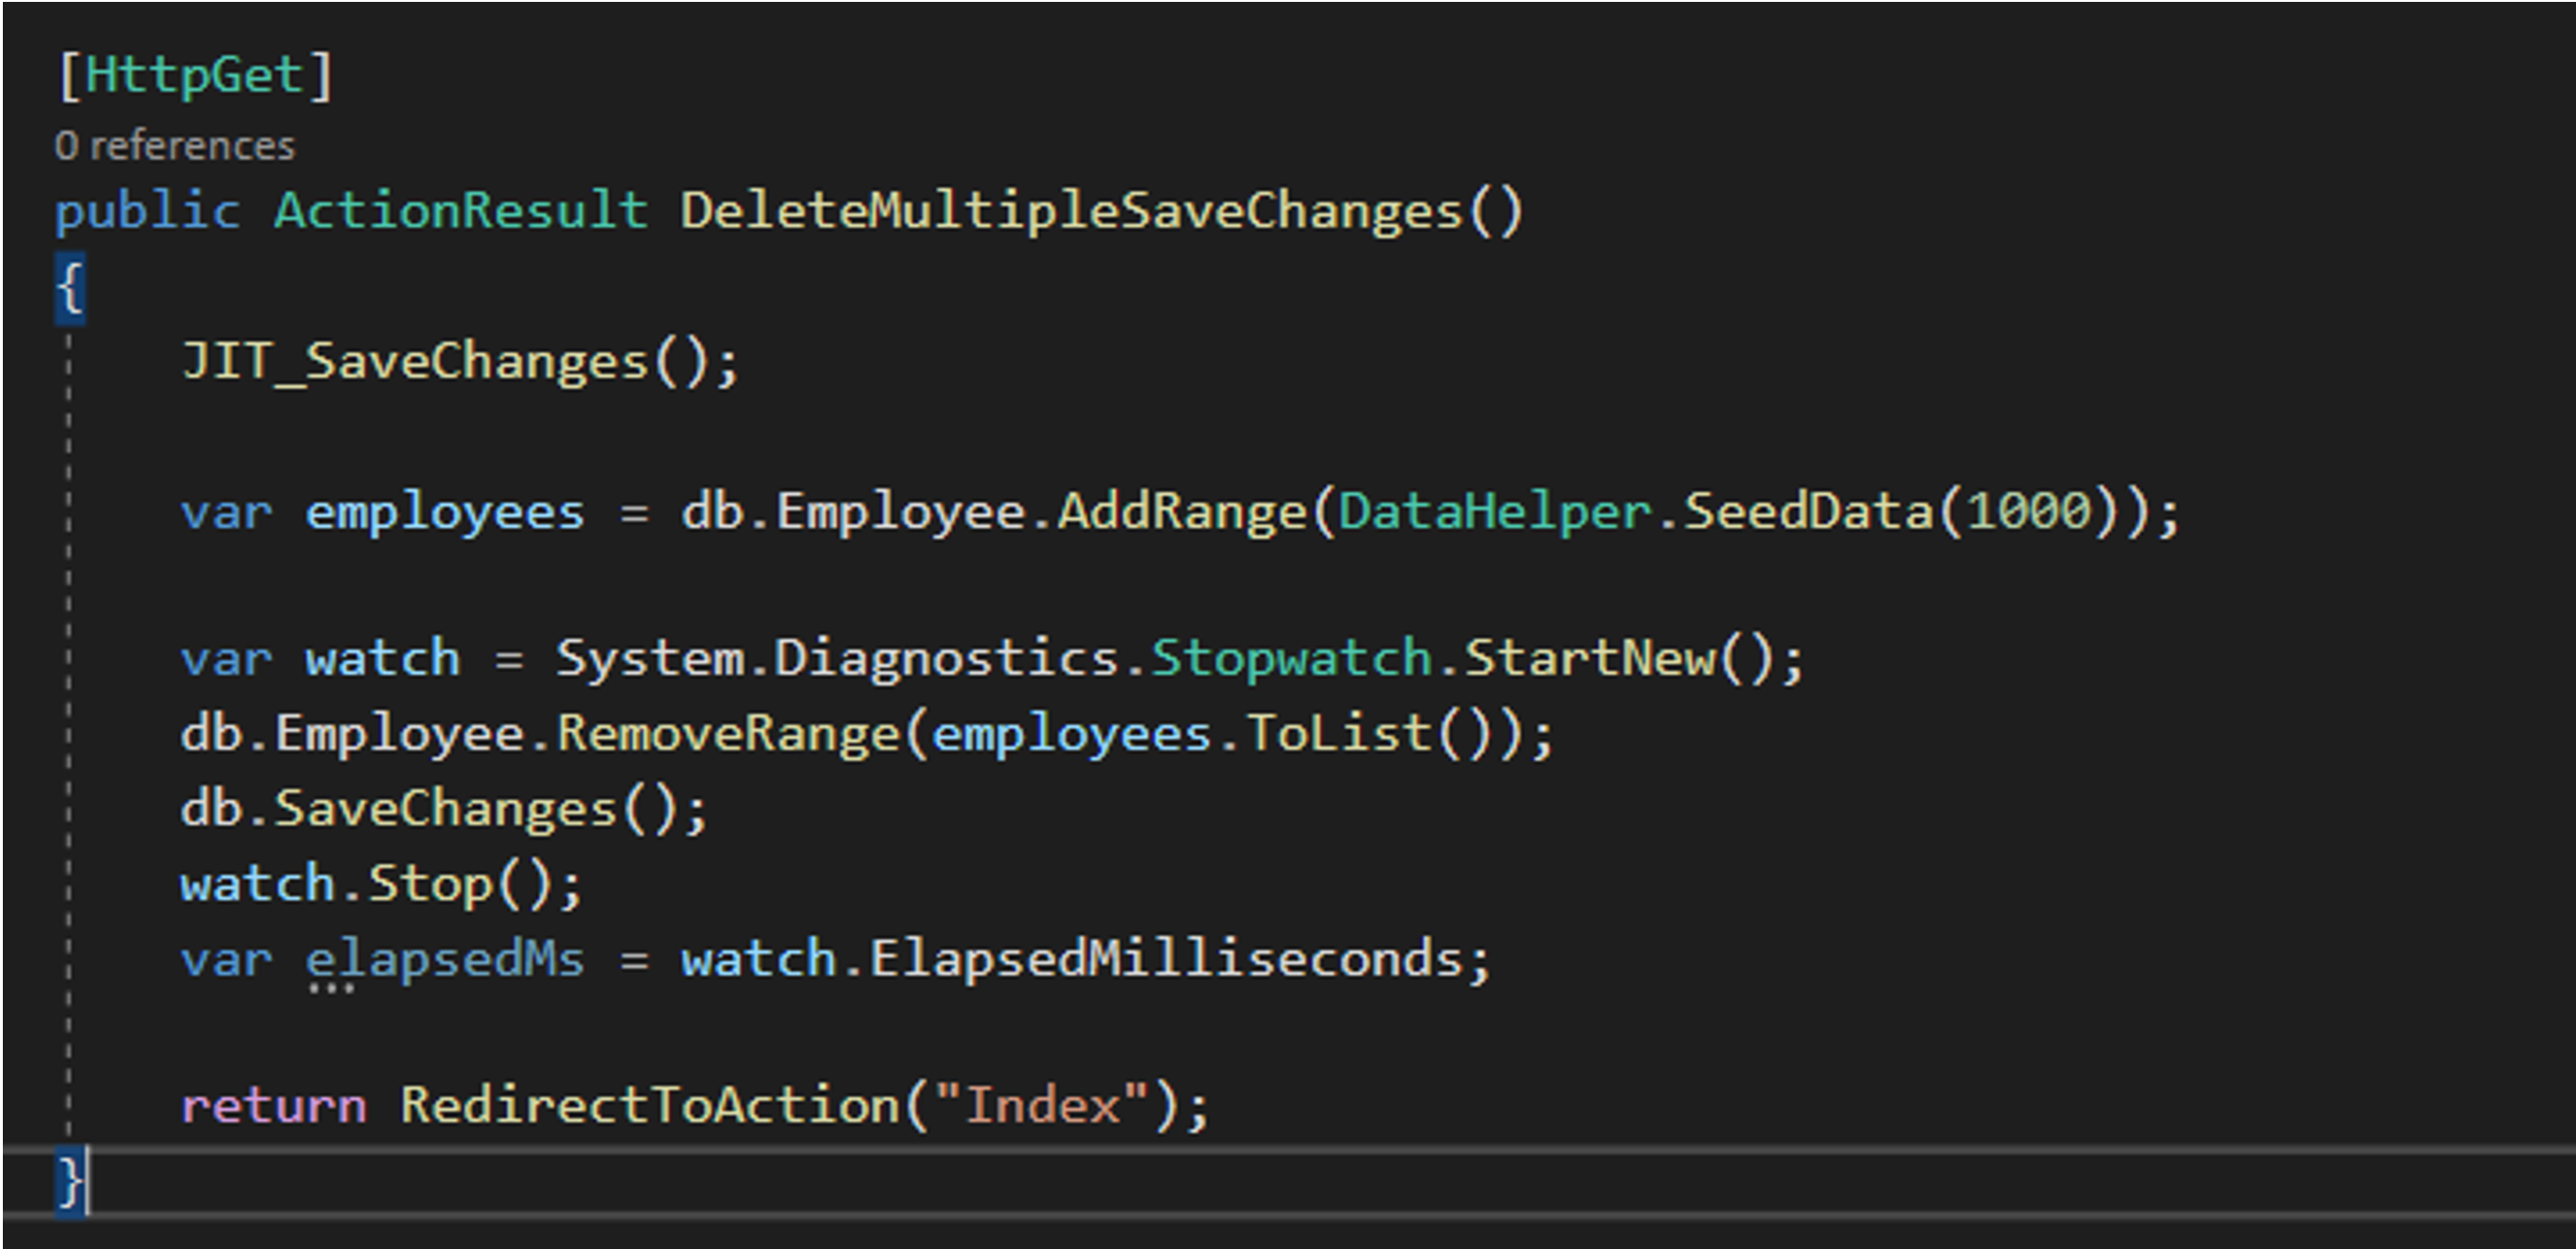 [HttpGet]
0 references
public ActionResult DeleteMultipleSaveChanges()
{
JIT_SaveChanges();
var employees = db.Employee.AddRange(DataHelper.SeedData(1000));
var watch = System.Diagnostics.Stopwatch.StartNew();
db.Employee.RemoveRange(employees.ToList());
db.SaveChanges();
watch.Stop();
var elapsedMs = watch.ElapsedMilliseconds;
return RedirectToAction("Index");
}